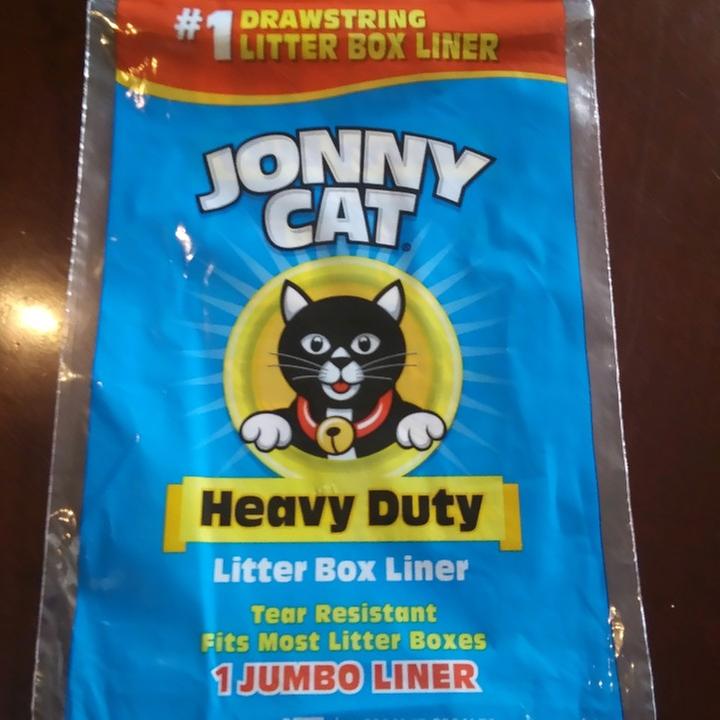 #1 DRAWSTRING
LITTER BOX LINER
JONNY
CAT®
Heavy Duty
Litter Box Liner
Tear Resistant
Fits Most Litter Boxes
1 JUMBO LINER